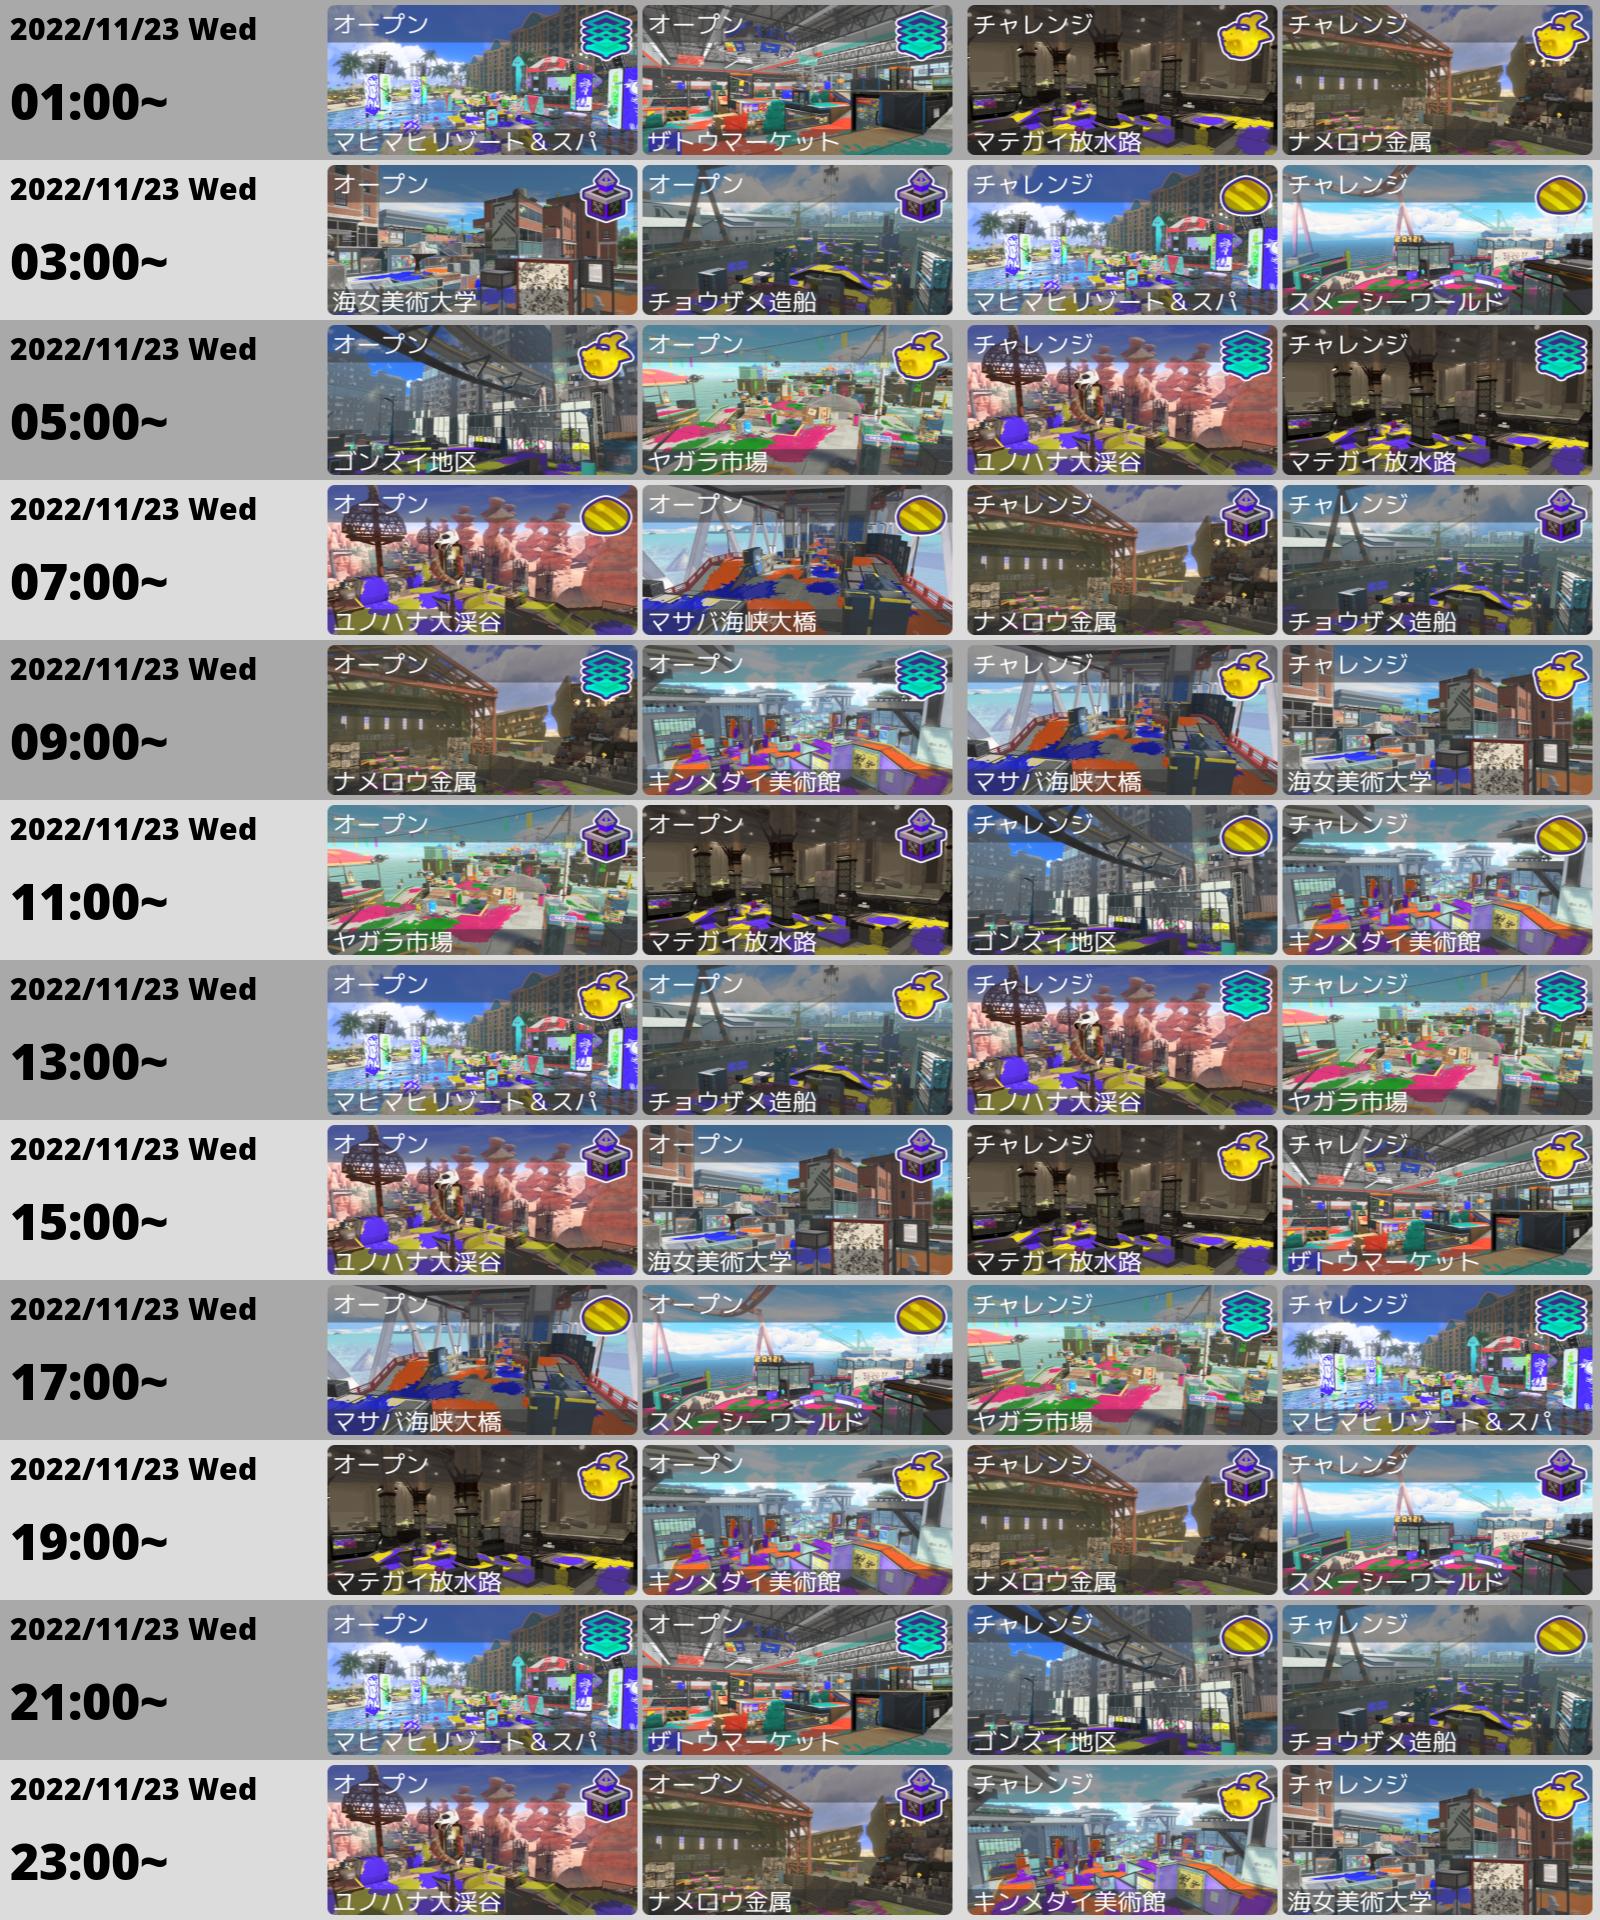 2022/11/23 Wed
01:00~
オープン
オープン
チャレンジ
チャレンジ
マヒマヒリゾート＆スパ
ザトウマーケット
マテガイ放水路
ナメロウ金属
2022/11/23 Wed
03:00~
オープン
オープン
チャレンジ
チャレンジ
海女美術大学
チョウザメ造船
マヒマヒリゾート＆スパ
スメーシーワールド
2022/11/23 Wed
05:00~
オープン
オープン
チャレンジ
チャレンジ
ゴンズイ地区
ヤガラ市場
ユノハナ大渓谷
マテガイ放水路
2022/11/23 Wed
07:00~
オープン
オープン
チャレンジ
チャレンジ
ユノハナ大渓谷
マサバ海峡大橋
ナメロウ金属
チョウザメ造船
2022/11/23 Wed
09:00~
オープン
オープン
チャレンジ
チャレンジ
ナメロウ金属
キンメダイ美術館
マサバ海峡大橋
海女美術大学
2022/11/23 Wed
11:00~
オープン
オープン
チャレンジ
チャレンジ
ヤガラ市場
マテガイ放水路
ゴンズイ地区
キンメダイ美術館
2022/11/23 Wed
13:00~
オープン
オープン
チャレンジ
チャレンジ
マヒマヒリゾート＆スパ
チョウザメ造船
ユノハナ大渓谷
ヤガラ市場
2022/11/23 Wed
15:00~
オープン
オープン
チャレンジ
チャレンジ
ユノハナ大渓谷
海女美術大学
マテガイ放水路
ザトウマーケット
2022/11/23 Wed
17:00~
オープン
オープン
チャレンジ
チャレンジ
マサバ海峡大橋
スメーシーワールド
ヤガラ市場
マヒマヒリゾート＆スパ
2022/11/23 Wed
19:00~
オープン
オープン
チャレンジ
チャレンジ
マテガイ放水路
キンメダイ美術館
ナメロウ金属
スメーシーワールド
2022/11/23 Wed
21:00~
オープン
オープン
チャレンジ
チャレンジ
マヒマヒリゾート＆スパ
ザトウマーケット
ゴンズイ地区
チョウザメ造船
2022/11/23 Wed
23:00~
オープン
オープン
チャレンジ
チャレンジ
ユノハナ大渓谷
ナメロウ金属
キンメダイ美術館
海女美術大学